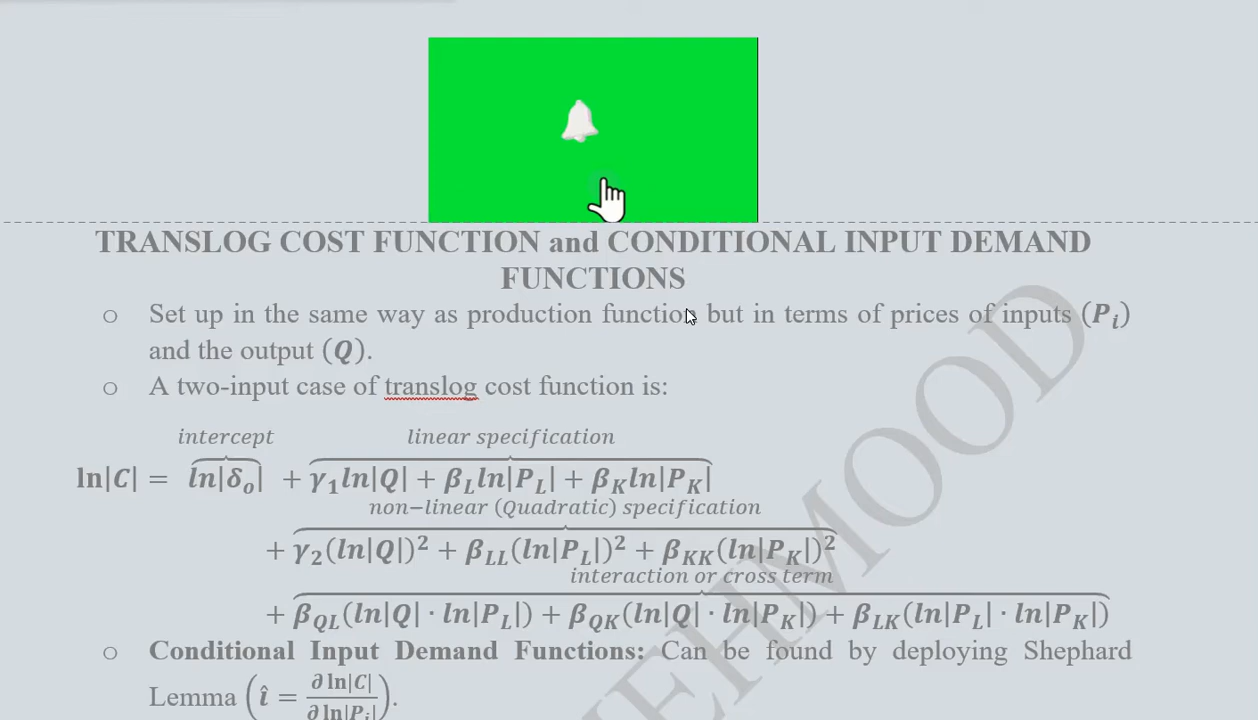 TRANSLOG COST FUNCTION and CONDITIONAL INPUT DEMAND
FUNCTIONS
o Set up in the same way as production function but in terms of prices of inputs (Pᵢ)
and the output (Q).
o A two-input case of translog cost function is:
intercept linear specification
ln|C| = ln|δₒ| + γ₁ln|Q| + β_L ln|P_L| + β_K ln|P_K|
non−linear (Quadratic) specification
+ γ₂(ln|Q|)² + β_LL(ln|P_L|)² + β_KK(ln|P_K|)²
interaction or cross term
+ β_QL(ln|Q| · ln|P_L|) + β_QK(ln|Q| · ln|P_K|) + β_LK(ln|P_L| · ln|P_K|)
o Conditional Input Demand Functions: Can be found by deploying Shephard
Lemma (î = ∂ ln|C| / ∂ ln|Pᵢ|).
EHMOOD